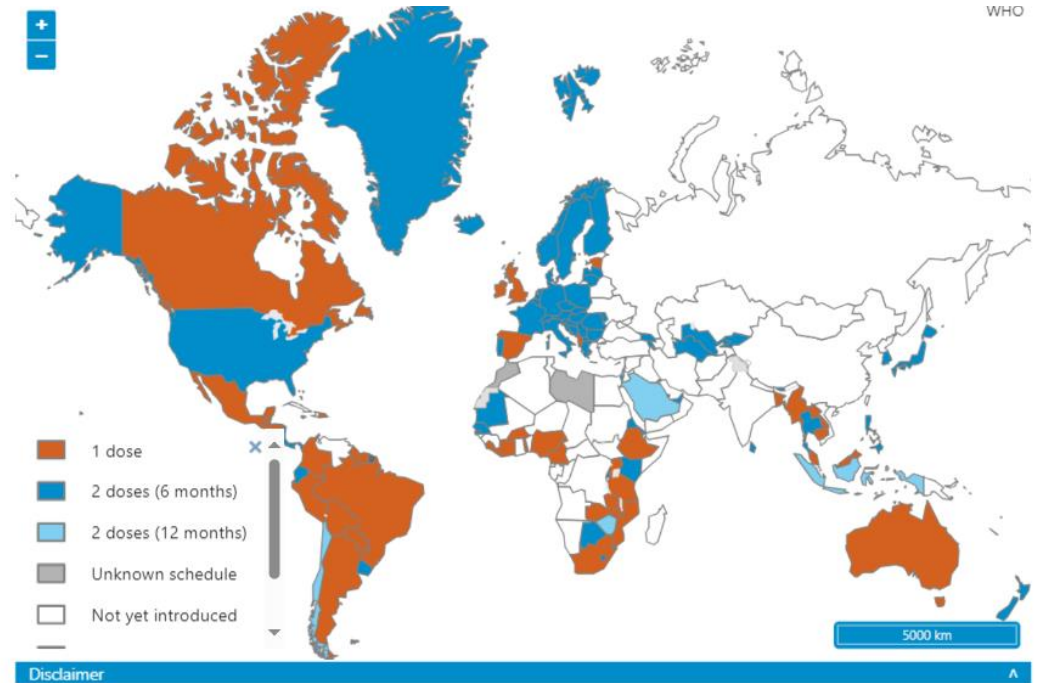 WHO
+
−
1 dose
2 doses (6 months)
2 doses (12 months)
Unknown schedule
Not yet introduced
5000 km
Disclaimer